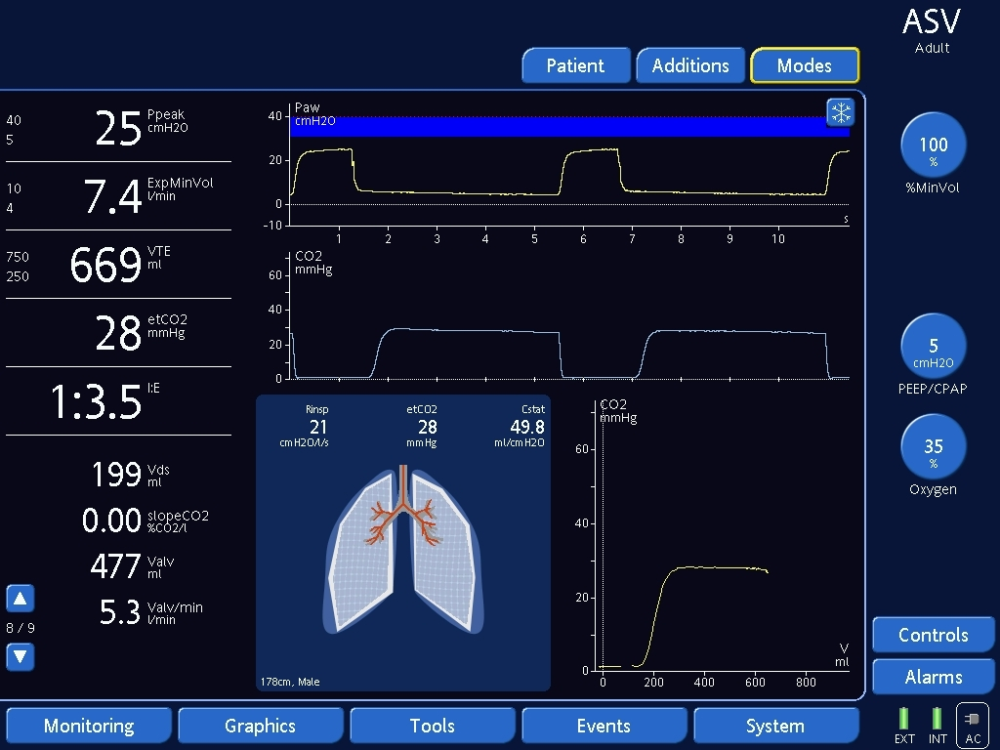 ASV
Adult
Patient
Additions
Modes
40
5
25
Ppeak
cmH2O
10
4
7.4
ExpMinVol
l/min
750
250
669
VTE
ml
28
etCO2
mmHg
1:3.5
I:E
199
Vds
ml
0.00
slopeCO2
%CO2/l
477
Valv
ml
5.3
Valv/min
l/min
8 / 9
Paw
cmH2O
40
20
0
-10
1 2 3 4 5 6 7 8 9 10
s
CO2
mmHg
60
40
20
0
Rinsp
21
cmH2O/l/s
etCO2
28
mmHg
Cstat
49.8
ml/cmH2O
178cm, Male
CO2
mmHg
60
40
20
0
0 200 400 600 800
V
ml
100
%
%MinVol
5
cmH2O
PEEP/CPAP
35
%
Oxygen
Controls
Alarms
Monitoring
Graphics
Tools
Events
System
EXT
INT
AC